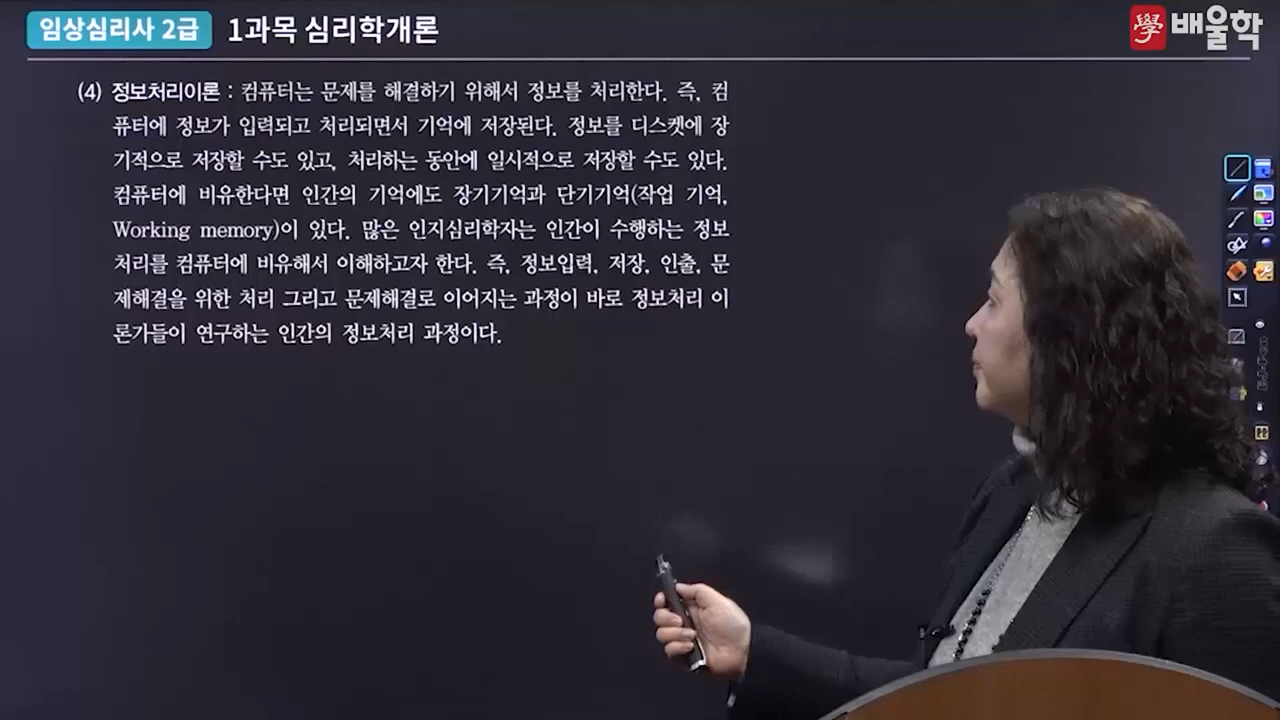 임상심리사 2급 1과목 심리학개론
學 배울학
(4) 정보처리이론 : 컴퓨터는 문제를 해결하기 위해서 정보를 처리한다. 즉, 컴
퓨터에 정보가 입력되고 처리되면서 기억에 저장된다. 정보를 디스켓에 장
기적으로 저장할 수도 있고, 처리하는 동안에 일시적으로 저장할 수도 있다.
컴퓨터에 비유한다면 인간의 기억에도 장기기억과 단기기억(작업 기억,
Working memory)이 있다. 많은 인지심리학자는 인간이 수행하는 정보
처리를 컴퓨터에 비유해서 이해하고자 한다. 즉, 정보입력, 저장, 인출, 문
제해결을 위한 처리 그리고 문제해결로 이어지는 과정이 바로 정보처리 이
론가들이 연구하는 인간의 정보처리 과정이다.